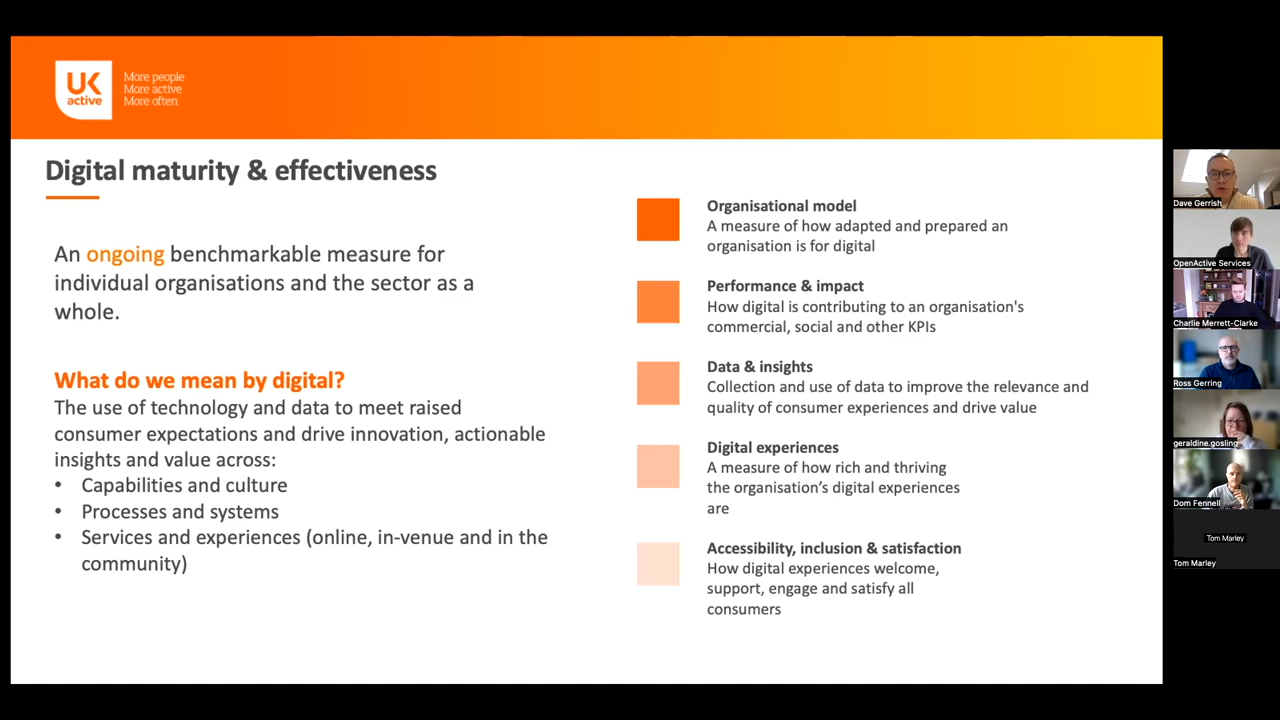 UK
active
More people
More active
More often
Digital maturity & effectiveness
An ongoing benchmarkable measure for
individual organisations and the sector as a
whole.
What do we mean by digital?
The use of technology and data to meet raised
consumer expectations and drive innovation, actionable
insights and value across:
• Capabilities and culture
• Processes and systems
• Services and experiences (online, in-venue and in the
community)
Organisational model
A measure of how adapted and prepared an
organisation is for digital
Performance & impact
How digital is contributing to an organisation's
commercial, social and other KPIs
Data & insights
Collection and use of data to improve the relevance and
quality of consumer experiences and drive value
Digital experiences
A measure of how rich and thriving
the organisation’s digital experiences
are
Accessibility, inclusion & satisfaction
How digital experiences welcome,
support, engage and satisfy all
consumers
Dave Gerrish
OpenActive Services
Charlie Merrett-Clarke
Ross Gerring
geraldine.gosling
Dom Fennell
Tom Marley
Tom Marley